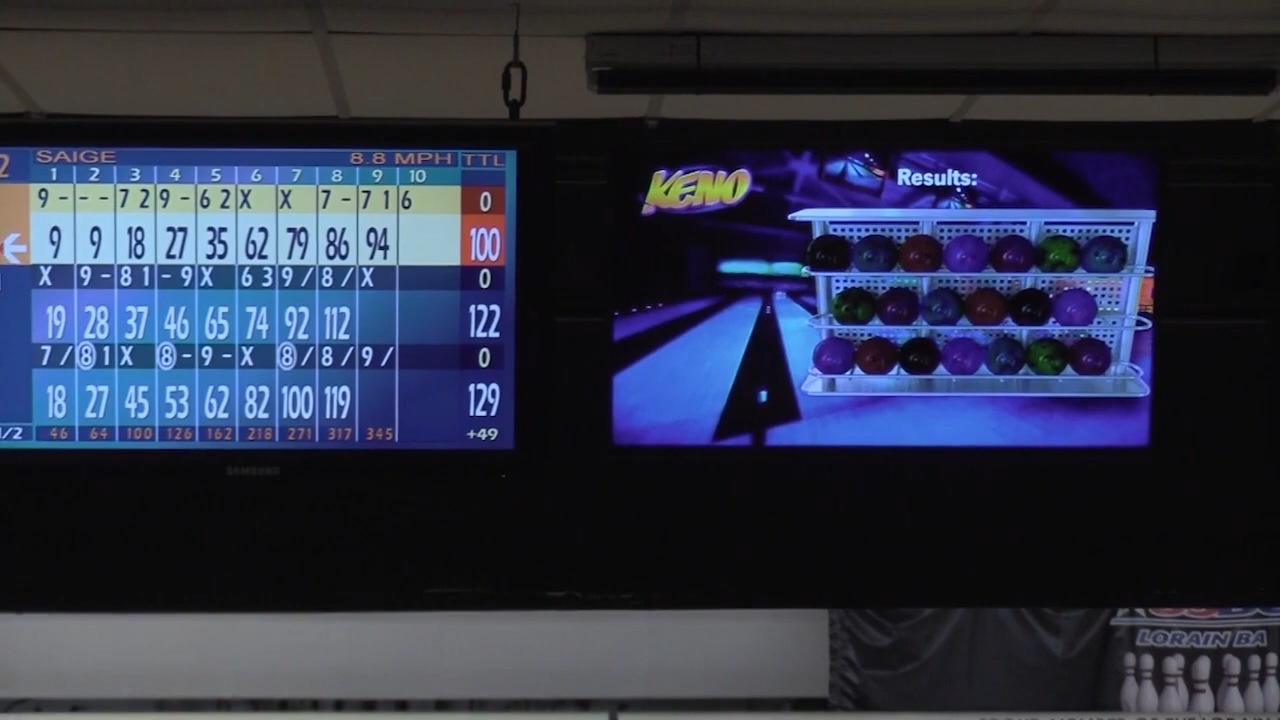 2 SAIGE 8.8 MPH TTL
1 2 3 4 5 6 7 8 9 10
9 - - - 7 2 9 - 6 2 X X 7 - 7 1 6 0
9 9 18 27 35 62 79 86 94 100
X 9 - 8 1 - 9 X 6 3 9 / 8 / X 0
19 28 37 46 65 74 92 112 122
7 / 8 1 X 8 - 9 - X 8 / 8 / 9 / 0
18 27 45 53 62 82 100 119 129
1/2 46 64 100 126 162 218 271 317 345 +49
SAMSUNG
KENO
Results:
LORAIN BA